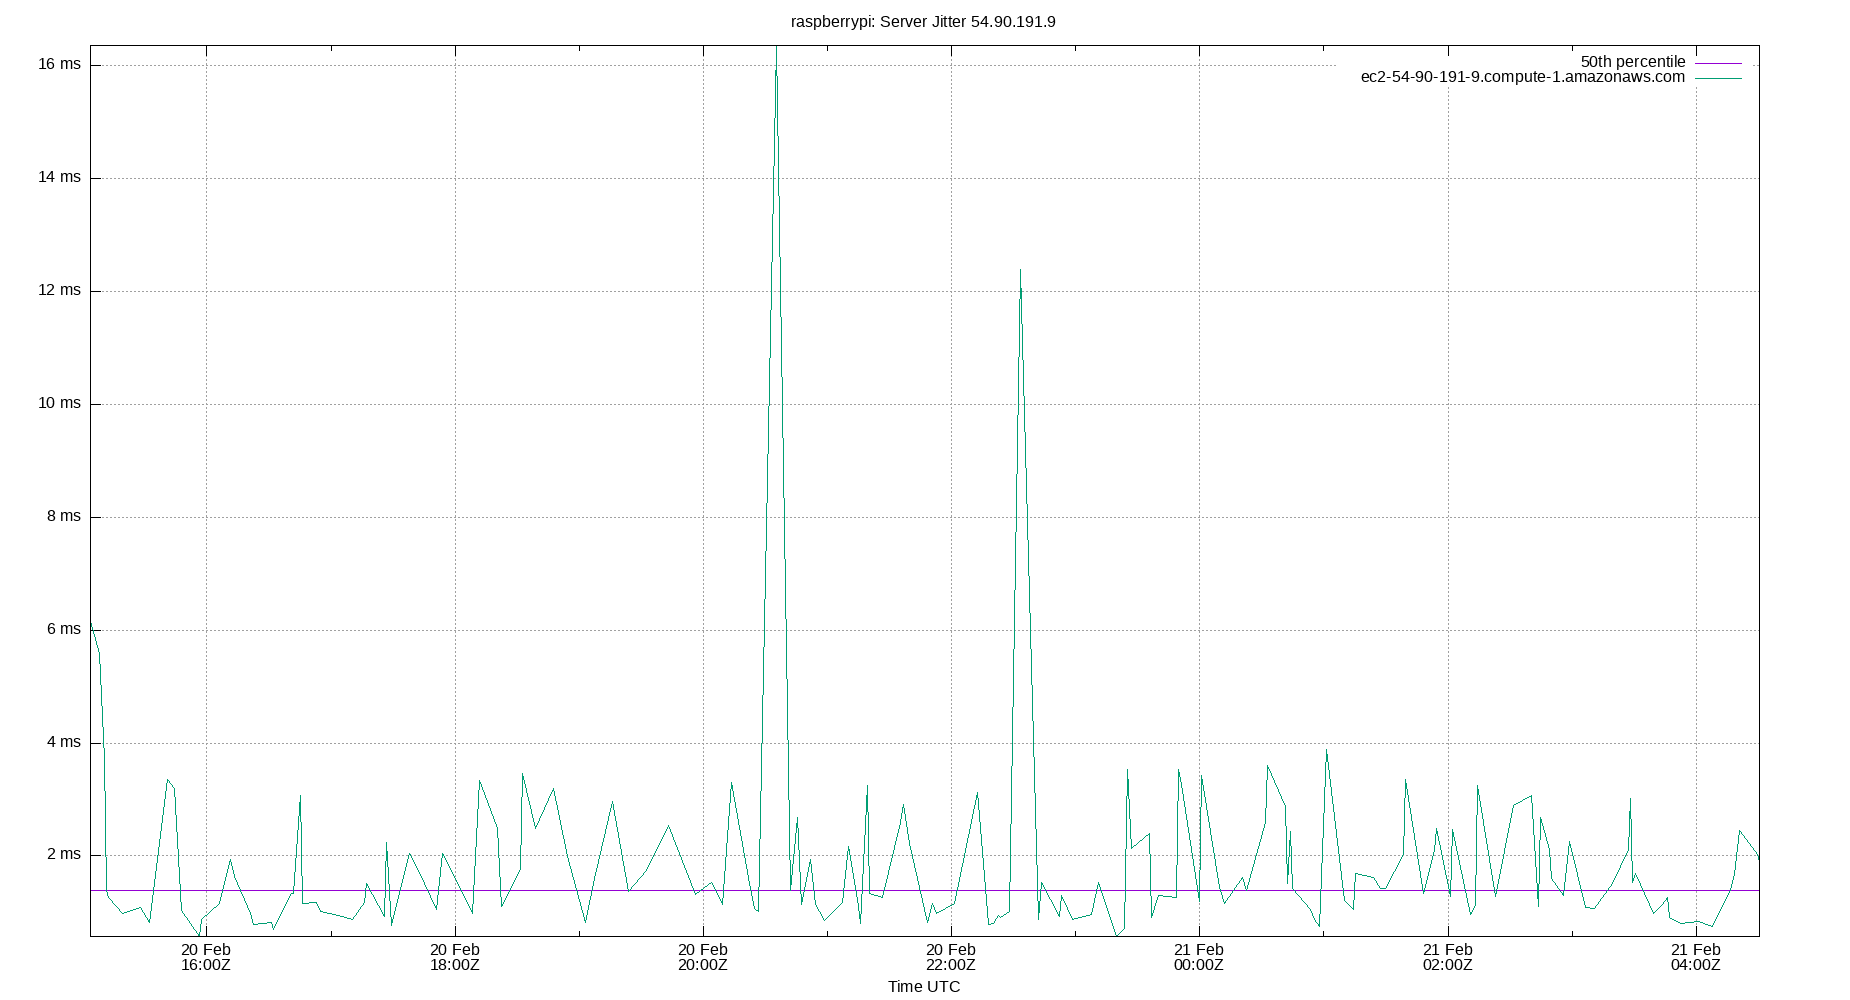 raspberrypi: Server Jitter 54.90.191.9
16 ms
14 ms
12 ms
10 ms
8 ms
6 ms
4 ms
2 ms
50th percentile
ec2-54-90-191-9.compute-1.amazonaws.com
20 Feb
16:00Z
20 Feb
18:00Z
20 Feb
20:00Z
20 Feb
22:00Z
21 Feb
00:00Z
21 Feb
02:00Z
21 Feb
04:00Z
Time UTC